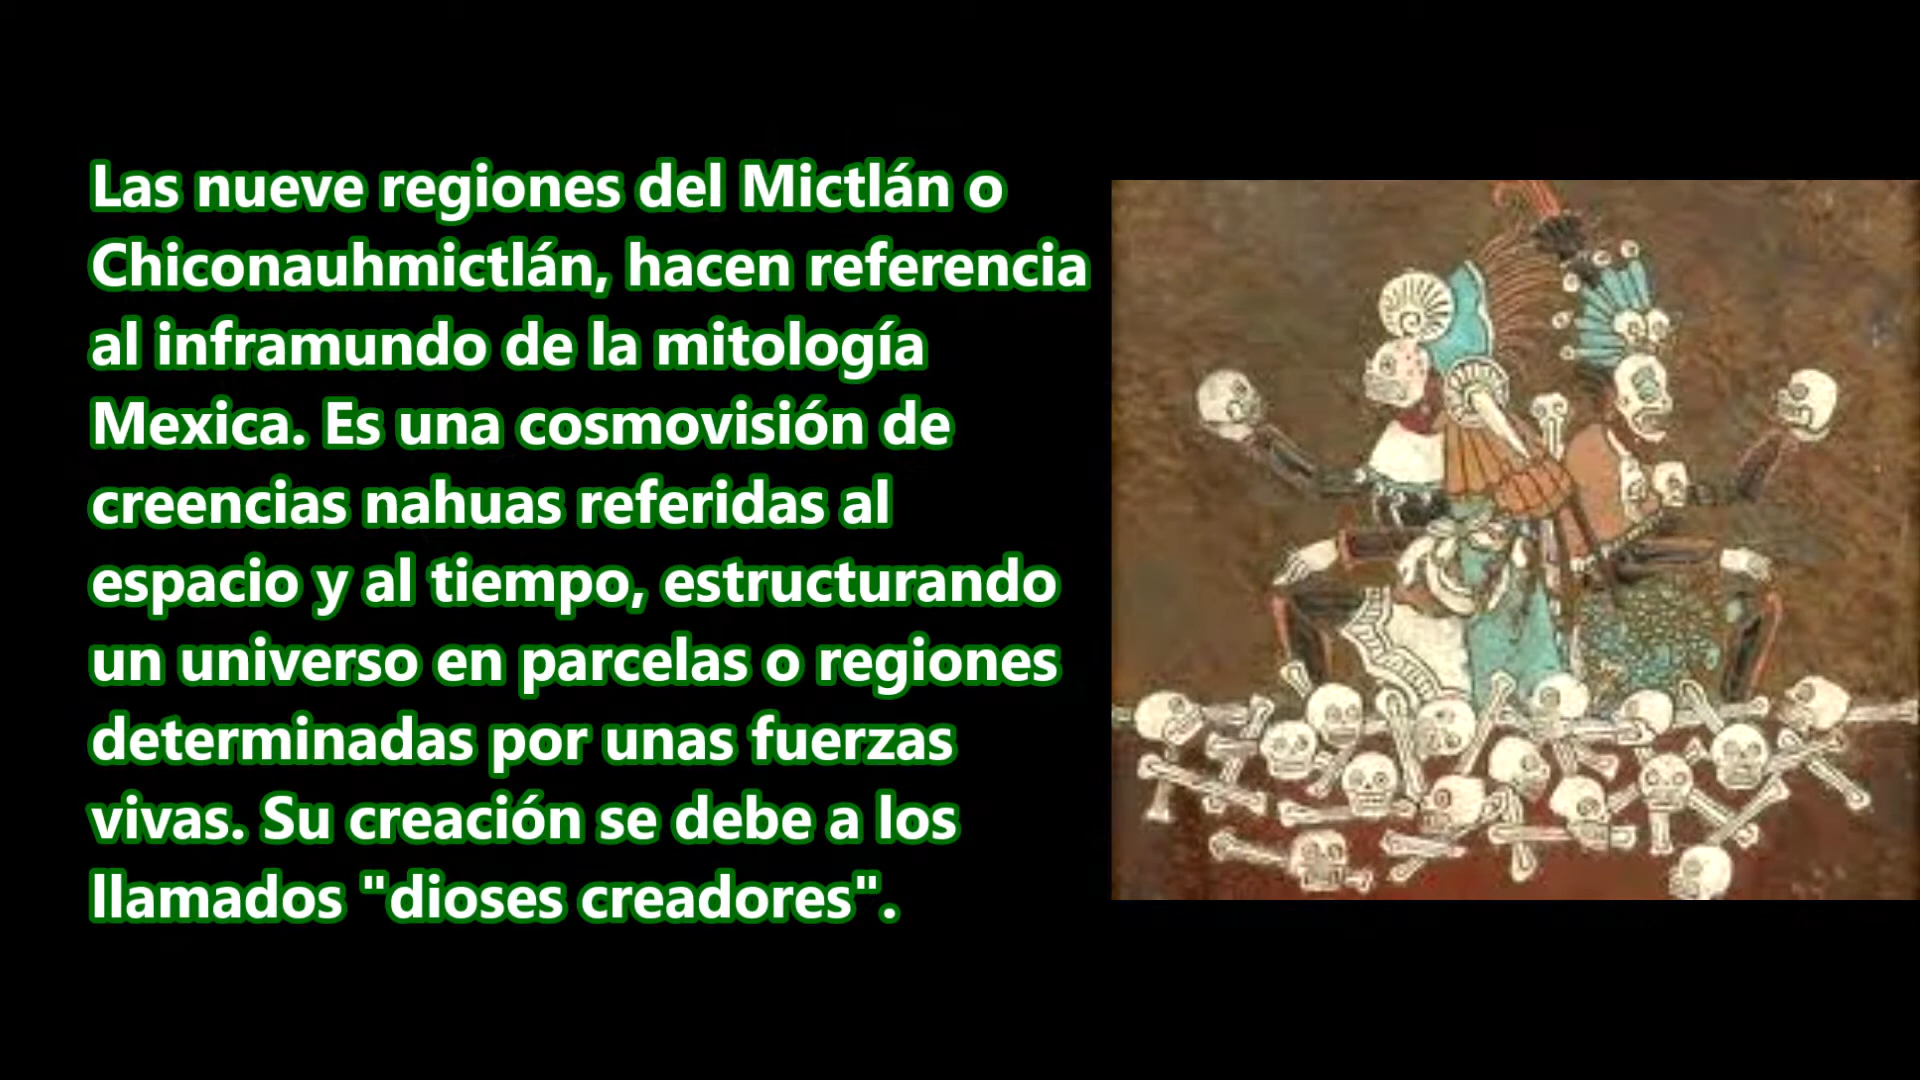 Las nueve regiones del Mictlán o
Chiconauhmictlán, hacen referencia
al inframundo de la mitología
Mexica. Es una cosmovisión de
creencias nahuas referidas al
espacio y al tiempo, estructurando
un universo en parcelas o regiones
determinadas por unas fuerzas
vivas. Su creación se debe a los
llamados "dioses creadores".